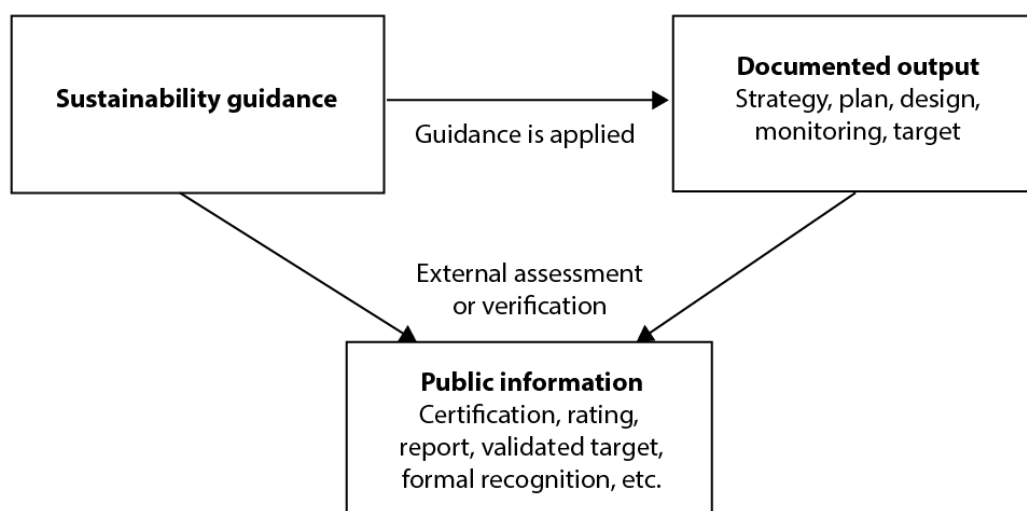 Sustainability guidance
Guidance is applied
Documented output
Strategy, plan, design,
monitoring, target
External assessment
or verification
Public information
Certification, rating,
report, validated target,
formal recognition, etc.